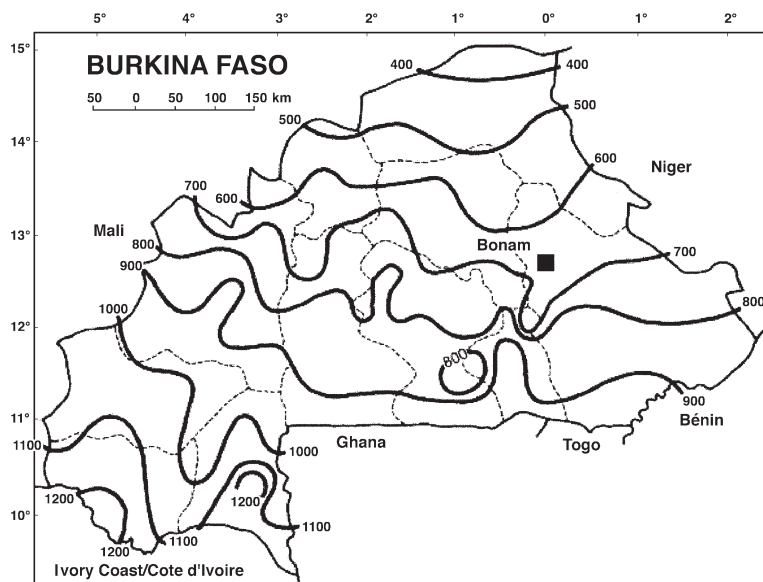 5° 4° 3° 2° 1° 0° 1° 2°
15°
BURKINA FASO
50 0 50 100 150 km
400 400
500 500
14°
600 600
Niger
700
13°
Mali
Bonam
800 700
900
1000 800
12°
800
11°
900
Bénin
Ghana
Togo
1100 1000
1200 1200
10°
1100
1200 1100
Ivory Coast/Cote d'Ivoire